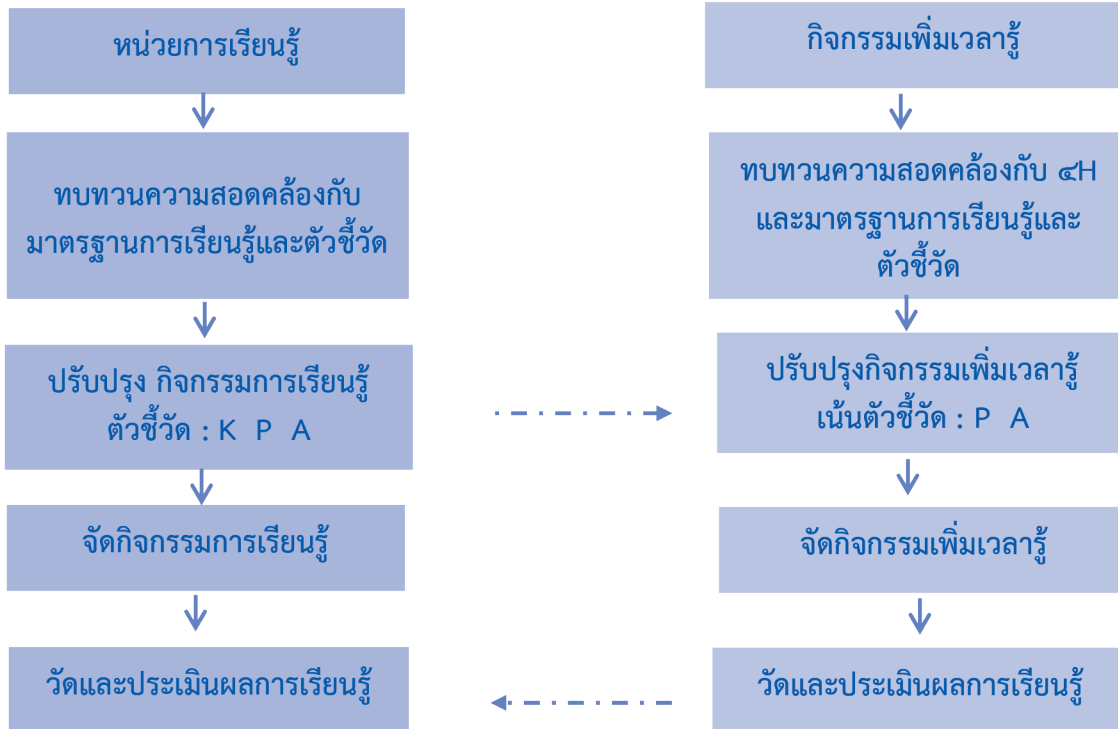 หน่วยการเรียนรู้
ทบทวนความสอดคล้องกับ
มาตรฐานการเรียนรู้และตัวชี้วัด
ปรับปรุง กิจกรรมการเรียนรู้
ตัวชี้วัด : K P A
จัดกิจกรรมการเรียนรู้
วัดและประเมินผลการเรียนรู้
กิจกรรมเพิ่มเวลารู้
ทบทวนความสอดคล้องกับ ๔H
และมาตรฐานการเรียนรู้และ
ตัวชี้วัด
ปรับปรุงกิจกรรมเพิ่มเวลารู้
เน้นตัวชี้วัด : P A
จัดกิจกรรมเพิ่มเวลารู้
วัดและประเมินผลการเรียนรู้